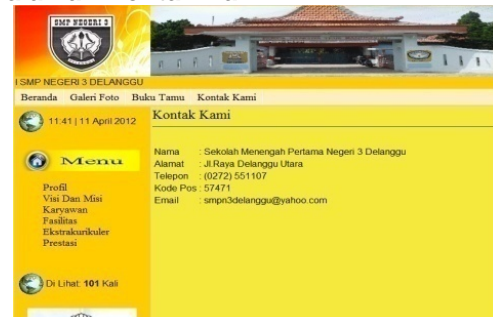 SMP NEGERI 3
I SMP NEGERI 3 DELANGGU
Beranda Galeri Foto Buku Tamu Kontak Kami
11:41 | 11 April 2012
Menu
Profil
Visi Dan Misi
Karyawan
Fasilitas
Ekstrakurikuler
Prestasi
Di Lihat: 101 Kali
Kontak Kami
Nama : Sekolah Menengah Pertama Negeri 3 Delanggu
Alamat : Jl.Raya Delanggu Utara
Telepon : (0272) 551107
Kode Pos : 57471
Email : smpn3delanggu@yahoo.com